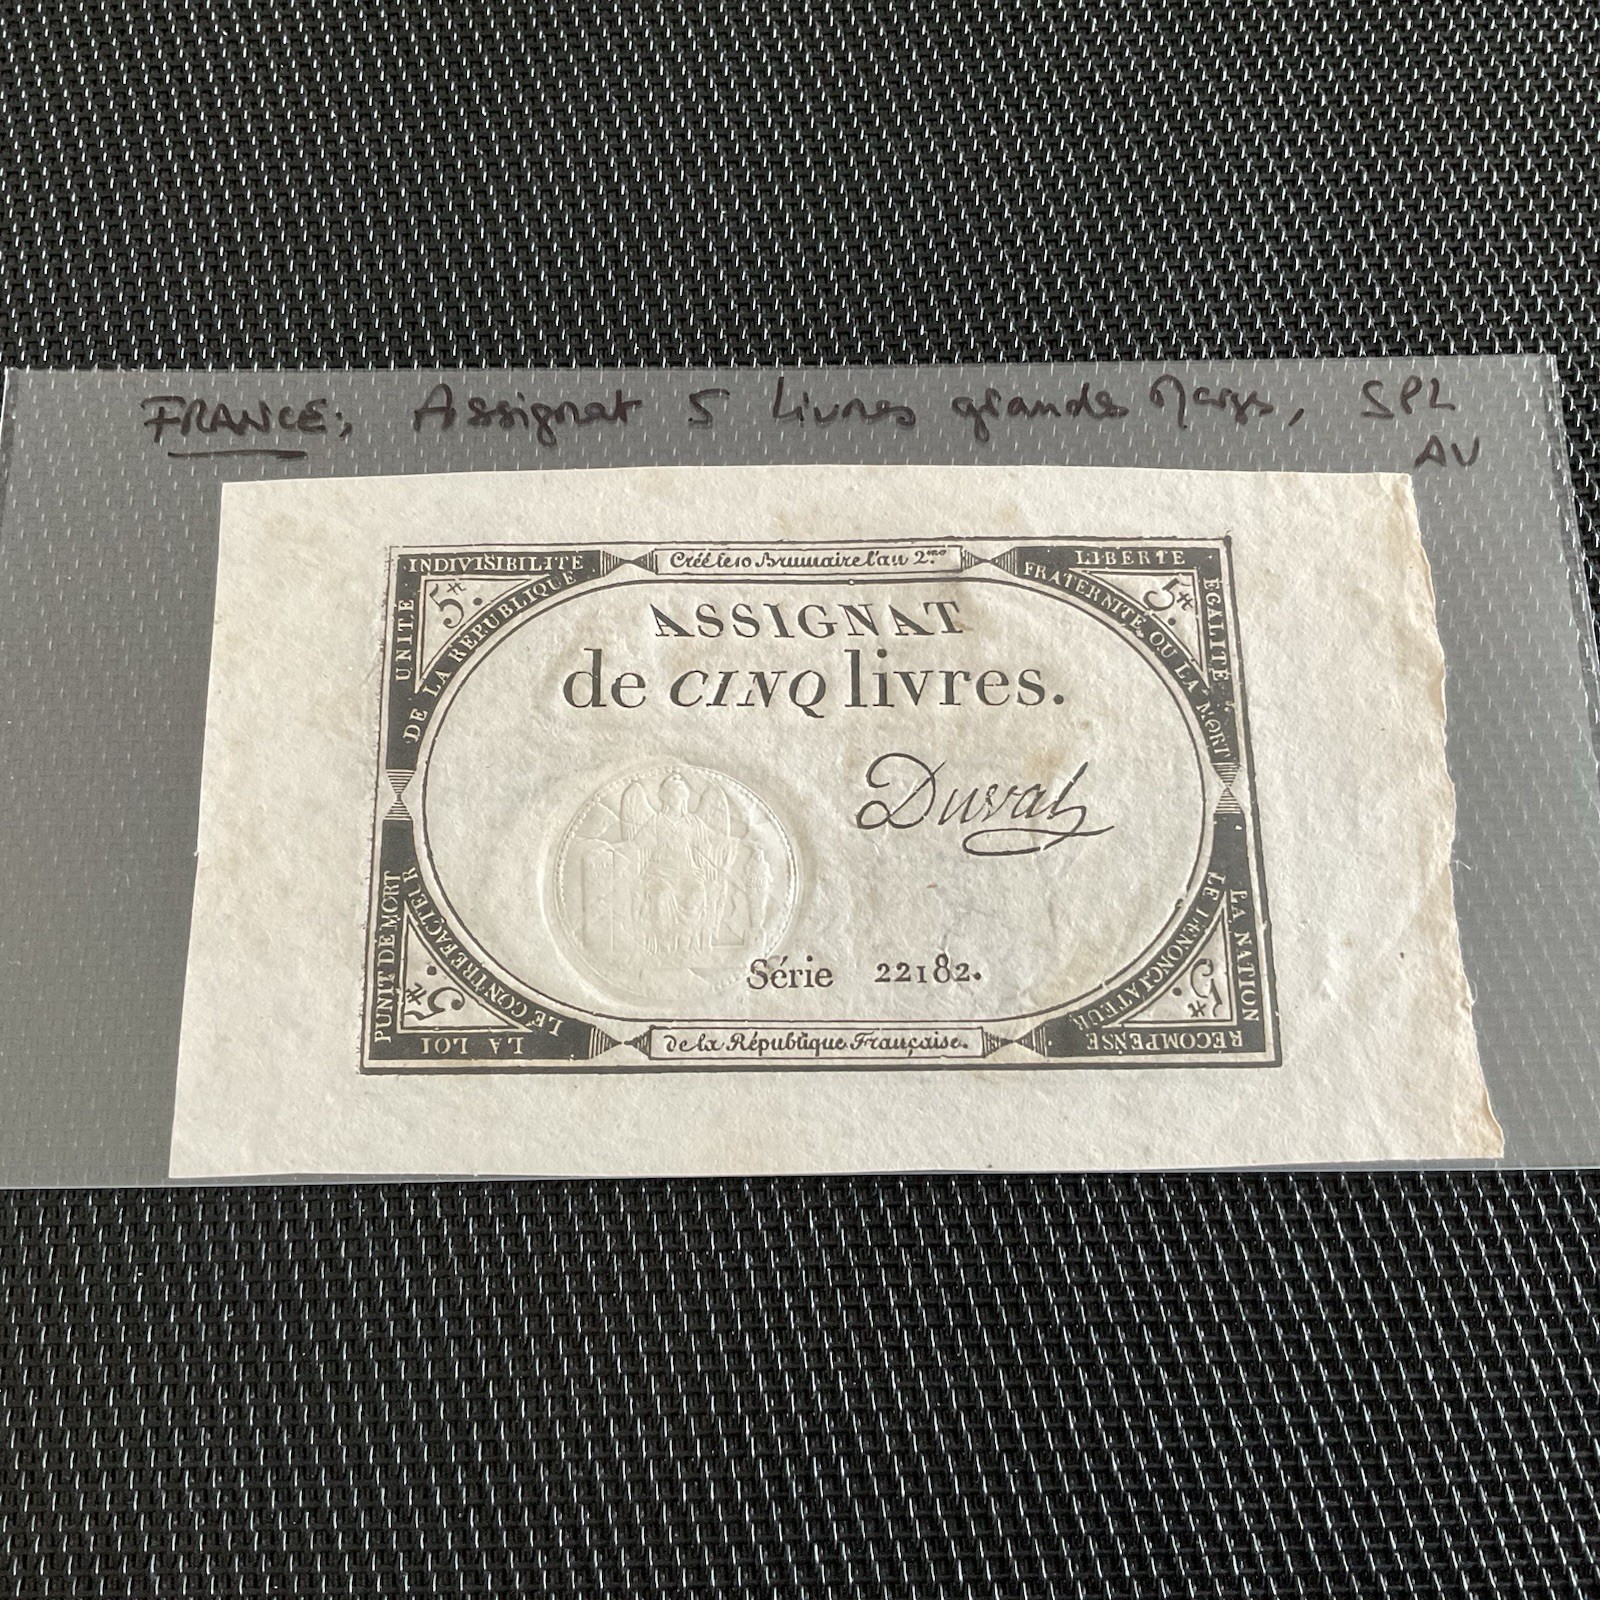 FRANCE; Assignat 5 Livres grandes Marges, SPL
AV
INDIVISIBILITE
Créé le 10 Brumaire l'an 2.me
LIBERTE
UNITE
5#.
DE LA REPUBLIQUE
FRATERNITE, OU LA MORT
5#
EGALITE,
ASSIGNAT
de CINQ livres.
Duval
Série 22182.
PUNIT DE MORT
LE CONTREFACTEUR
5#.
LA LOI
de la République Française.
LE DENONCIATEUR
5#.
LA NATION
RECOMPENSE